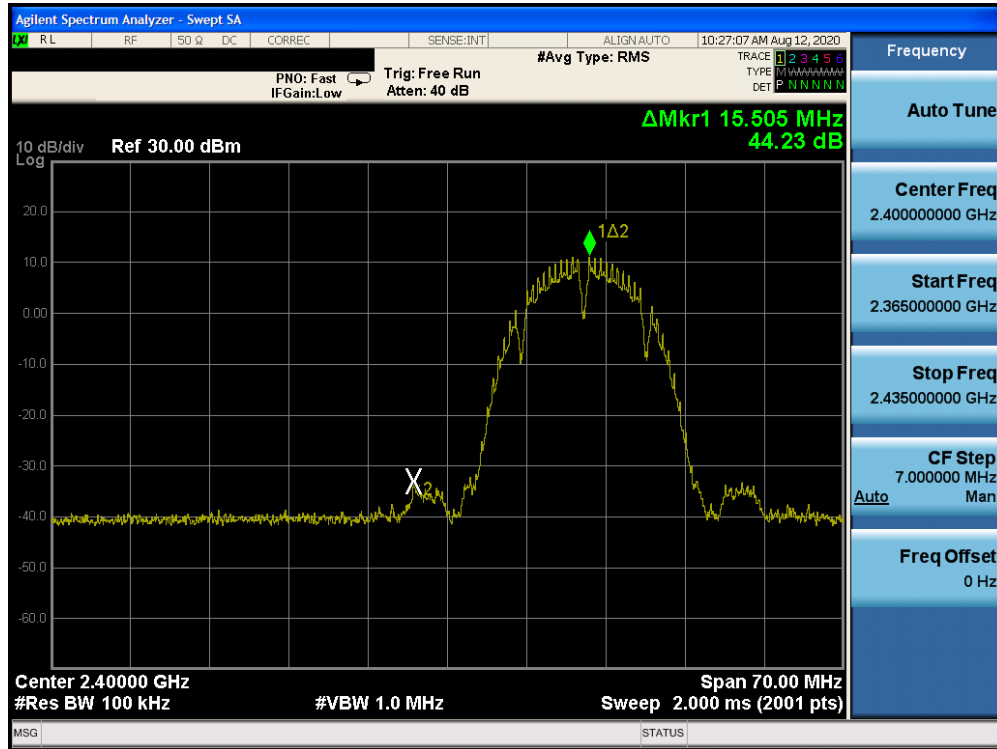 Agilent Spectrum Analyzer - Swept SA
LXI RL RF 50 Ω DC CORREC SENSE:INT ALIGN AUTO 10:27:07 AM Aug 12, 2020
#Avg Type: RMS TRACE 1 2 3 4 5 6
PNO: Fast Trig: Free Run TYPE M WWWWW
IFGain:Low Atten: 40 dB DET P N N N N N
ΔMkr1 15.505 MHz
44.23 dB
10 dB/div Ref 30.00 dBm
Log
20.0
1Δ2
10.0
0.00
-10.0
-20.0
-30.0
X2
-40.0
-50.0
-60.0
Center 2.40000 GHz Span 70.00 MHz
#Res BW 100 kHz #VBW 1.0 MHz Sweep 2.000 ms (2001 pts)
MSG STATUS
Frequency
Auto Tune
Center Freq
2.400000000 GHz
Start Freq
2.365000000 GHz
Stop Freq
2.435000000 GHz
CF Step
7.000000 MHz
Auto Man
Freq Offset
0 Hz